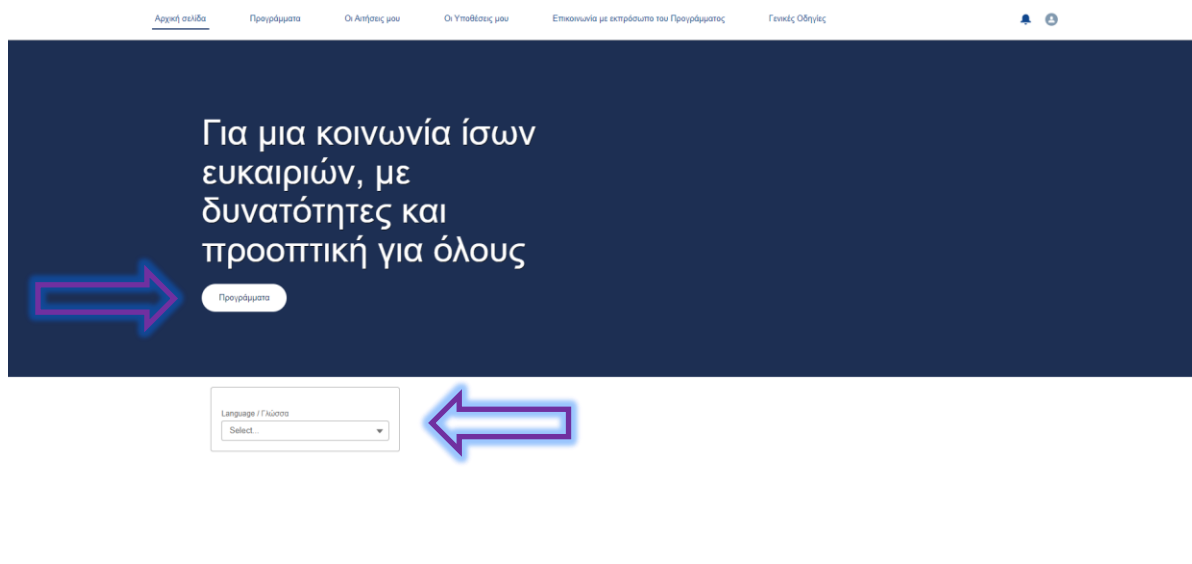 Αρχική σελίδα Προγράμματα Οι Αιτήσεις μου Οι Υποθέσεις μου Επικοινωνία με εκπρόσωπο του Προγράμματος Γενικές Οδηγίες
Για μια κοινωνία ίσων
ευκαιριών, με
δυνατότητες και
προοπτική για όλους
Προγράμματα
Language / Γλώσσα
Select...